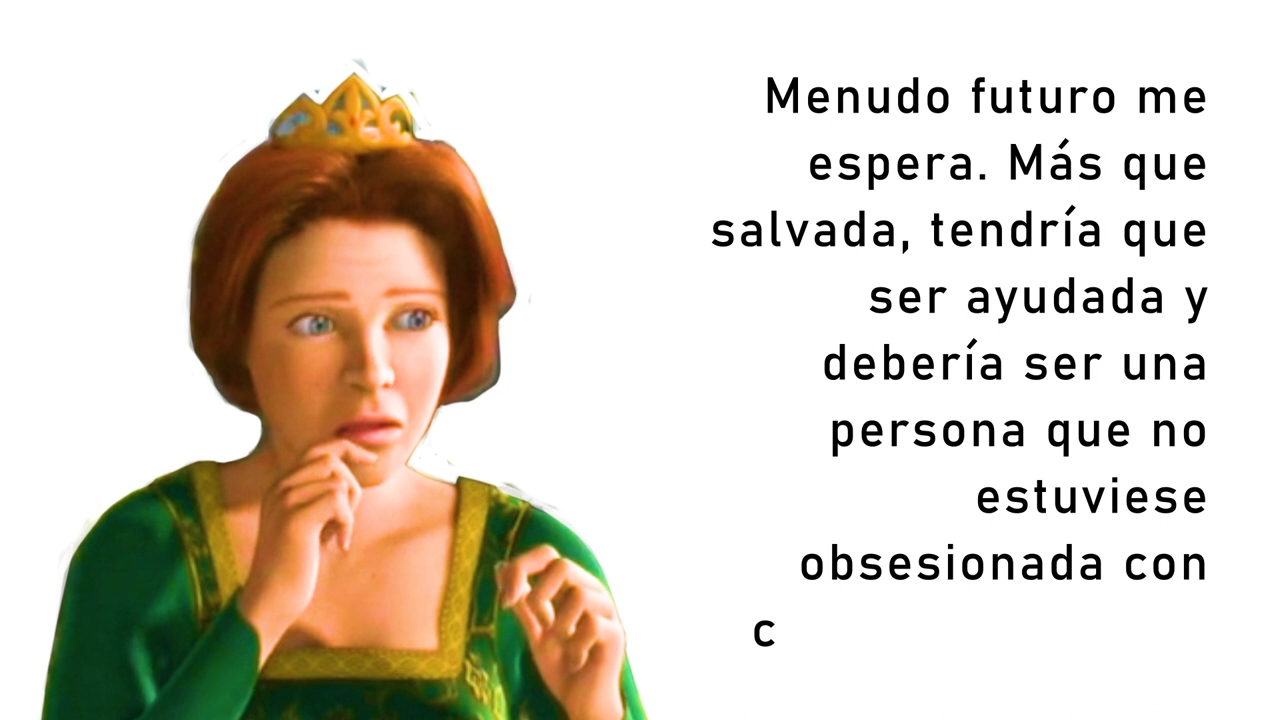 Menudo futuro me
espera. Más que
salvada, tendría que
ser ayudada y
debería ser una
persona que no
estuviese
obsesionada con
c